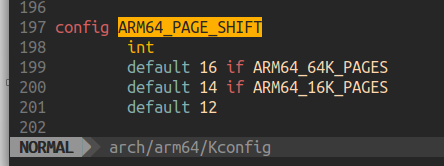 196
197 config ARM64_PAGE_SHIFT
198 int
199 default 16 if ARM64_64K_PAGES
200 default 14 if ARM64_16K_PAGES
201 default 12
202
NORMAL arch/arm64/Kconfig